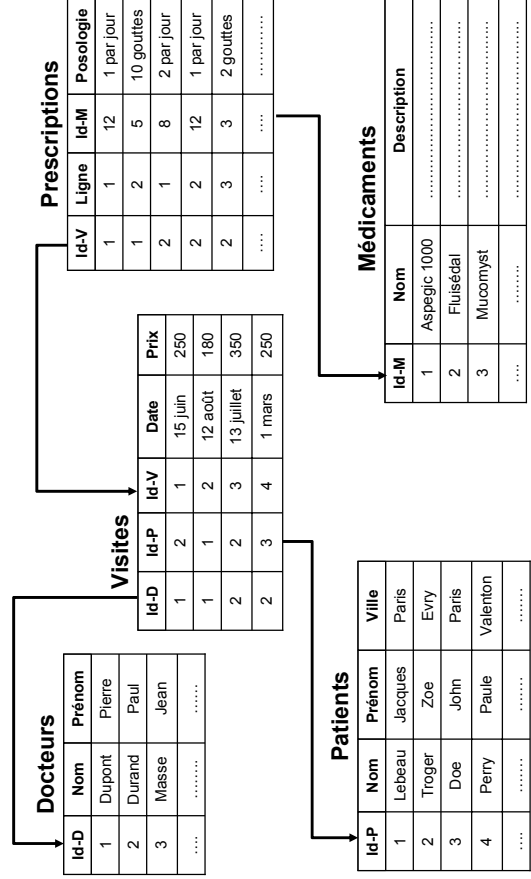 Docteurs
Id-D Nom Prénom
1 Dupont Pierre
2 Durand Paul
3 Masse Jean
…. ……… …….
Visites
Id-D Id-P Id-V Date Prix
1 2 1 15 juin 250
1 1 2 12 août 180
2 2 3 13 juillet 350
2 3 4 1 mars 250
Prescriptions
Id-V Ligne Id-M Posologie
1 1 12 1 par jour
1 2 5 10 gouttes
2 1 8 2 par jour
2 2 12 1 par jour
2 3 3 2 gouttes
…. …. …. …………
Patients
Id-P Nom Prénom Ville
1 Lebeau Jacques Paris
2 Troger Zoe Evry
3 Doe John Paris
4 Perry Paule Valenton
…. ……… ……. …….
Médicaments
Id-M Nom Description
1 Aspegic 1000 ……………………………
2 Fluisédal ……………………………
3 Mucomyst ……………………………
…. …….. ……………………………